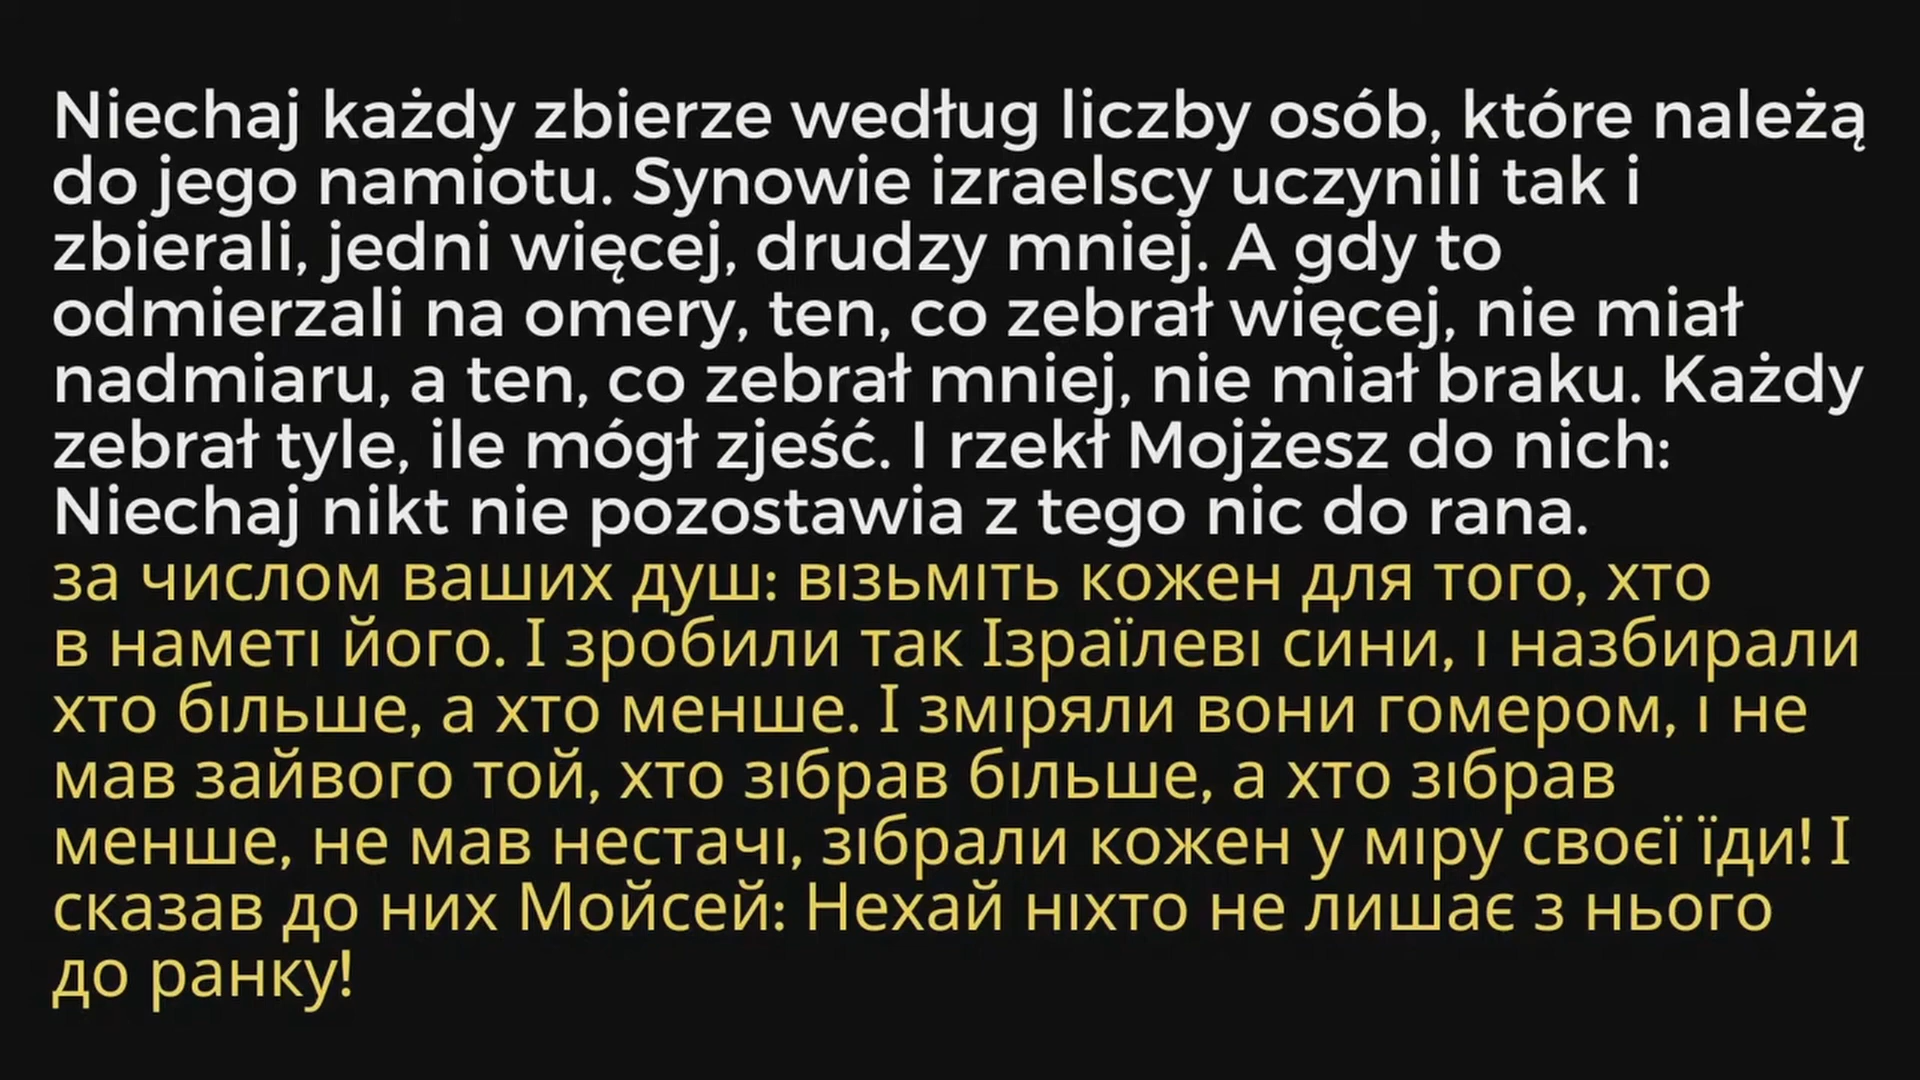 Niechaj każdy zbierze według liczby osób, które należą
do jego namiotu. Synowie izraelscy uczynili tak i
zbierali, jedni więcej, drudzy mniej. A gdy to
odmierzali na omery, ten, co zebrał więcej, nie miał
nadmiaru, a ten, co zebrał mniej, nie miał braku. Każdy
zebrał tyle, ile mógł zjeść. I rzekł Mojżesz do nich:
Niechaj nikt nie pozostawia z tego nic do rana.
за числом ваших душ: візьміть кожен для того, хто
в наметі його. І зробили так Ізраїлеві сини, і назбирали
хто більше, а хто менше. І зміряли вони гомером, і не
мав зайвого той, хто зібрав більше, а хто зібрав
менше, не мав нестачі, зібрали кожен у міру своєї їди! І
сказав до них Мойсей: Нехай ніхто не лишає з нього
до ранку!